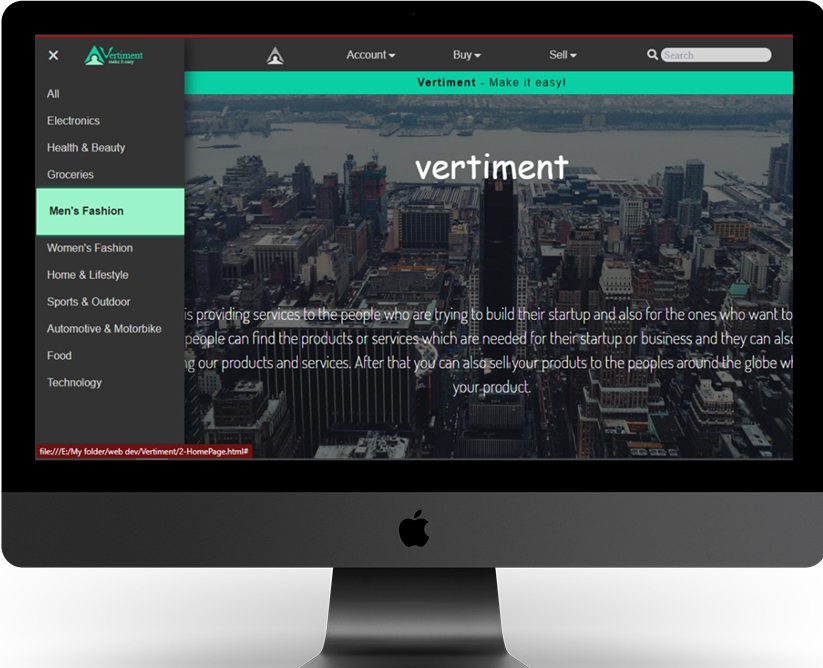 Vertiment
make it easy
Account
Buy
Sell
Search
Vertiment - Make it easy!
All
Electronics
Health & Beauty
Groceries
Men's Fashion
Women's Fashion
Home & Lifestyle
Sports & Outdoor
Automotive & Motorbike
Food
Technology
vertiment
is providing services to the people who are trying to build their startup and also for the ones who want to
people can find the products or services which are needed for their startup or business and they can also
g our products and services. After that you can also sell your produts to the peoples around the globe wh
your product.
file:///E:/My folder/web dev/Vertiment/2-HomePage.html#